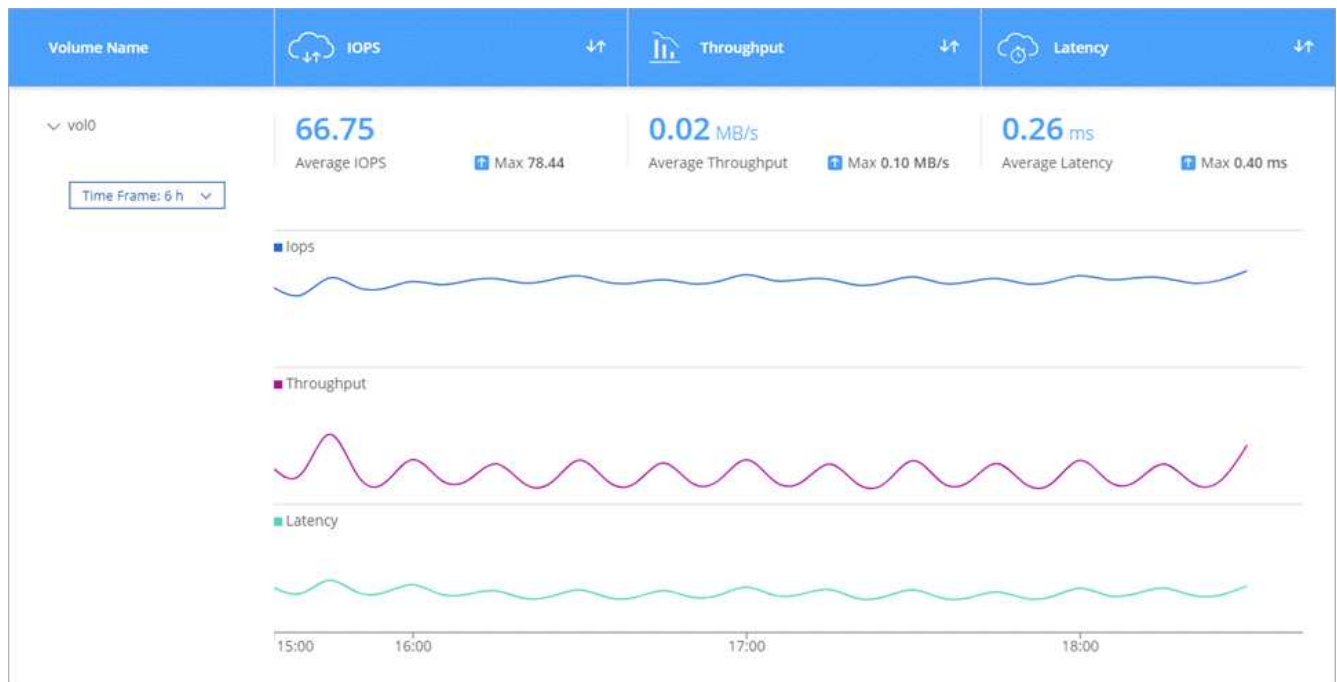 Volume Name IOPS Throughput Latency
vol0 66.75 0.02 MB/s 0.26 ms
Average IOPS Max 78.44 Average Throughput Max 0.10 MB/s Average Latency Max 0.40 ms
Time Frame: 6 h
Iops
Throughput
Latency
15:00 16:00 17:00 18:00